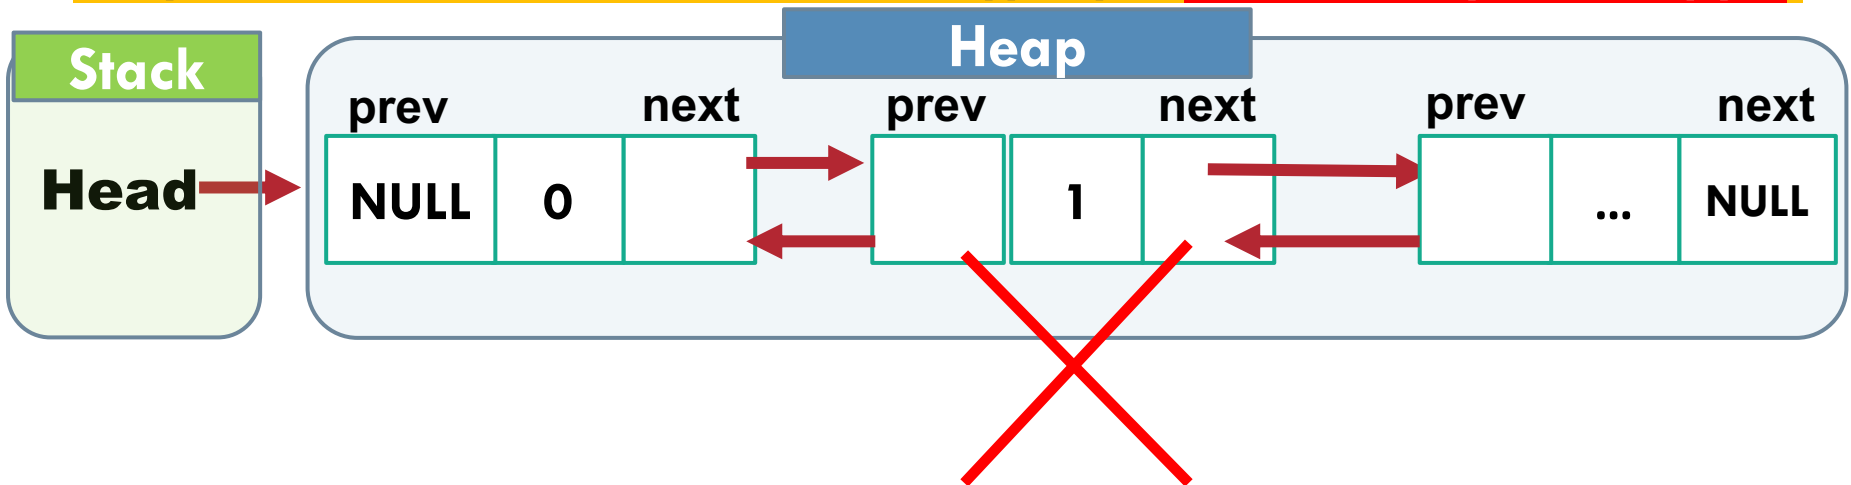 Stack
Heap
prev next prev next prev next
Head NULL 0 1 ... NULL